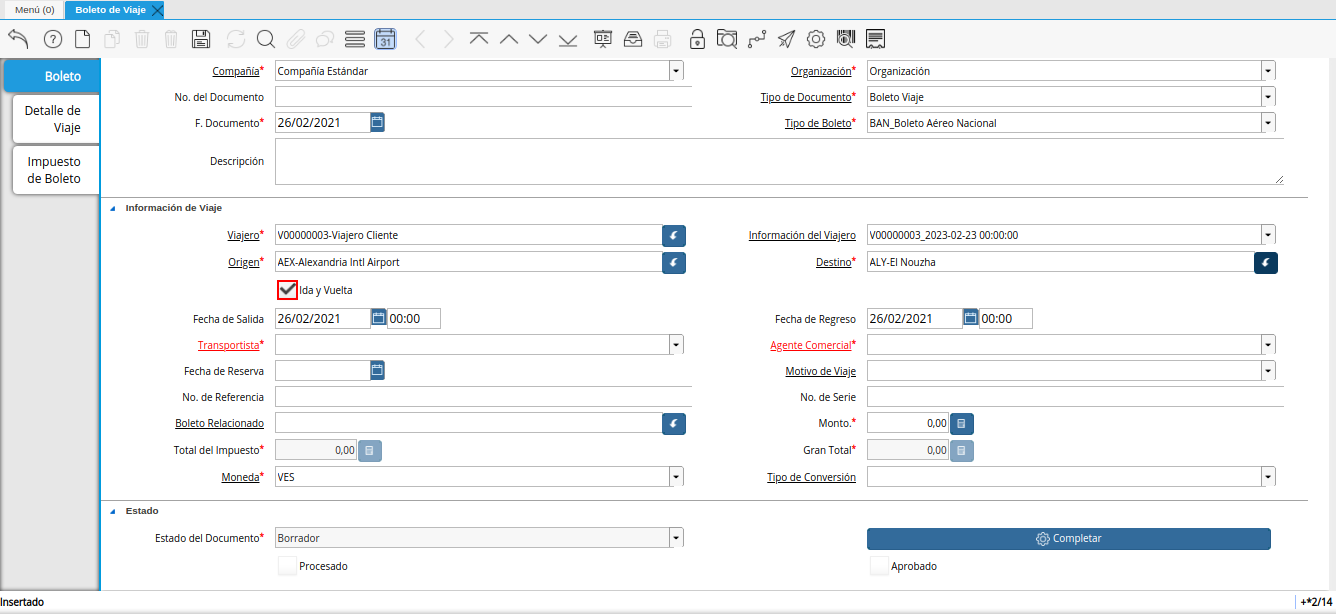 Menú (0) Boleto de Viaje
31
Boleto
Detalle de
Viaje
Impuesto
de Boleto
Compañía* Compañía Estándar Organización* Organización
No. del Documento Tipo de Documento* Boleto Viaje
F. Documento* 26/02/2021 Tipo de Boleto* BAN_Boleto Aéreo Nacional
Descripción
Información de Viaje
Viajero* V00000003-Viajero Cliente Información del Viajero V00000003_2023-02-23 00:00:00
Origen* AEX-Alexandria Intl Airport Destino* ALY-El Nouzha
Ida y Vuelta
Fecha de Salida 26/02/2021 00:00 Fecha de Regreso 26/02/2021 00:00
Transportista* Agente Comercial*
Fecha de Reserva Motivo de Viaje
No. de Referencia No. de Serie
Boleto Relacionado Monto.* 0,00
Total del Impuesto* 0,00 Gran Total* 0,00
Moneda* VES Tipo de Conversión
Estado
Estado del Documento* Borrador Completar
Procesado Aprobado
Insertado +*2/14